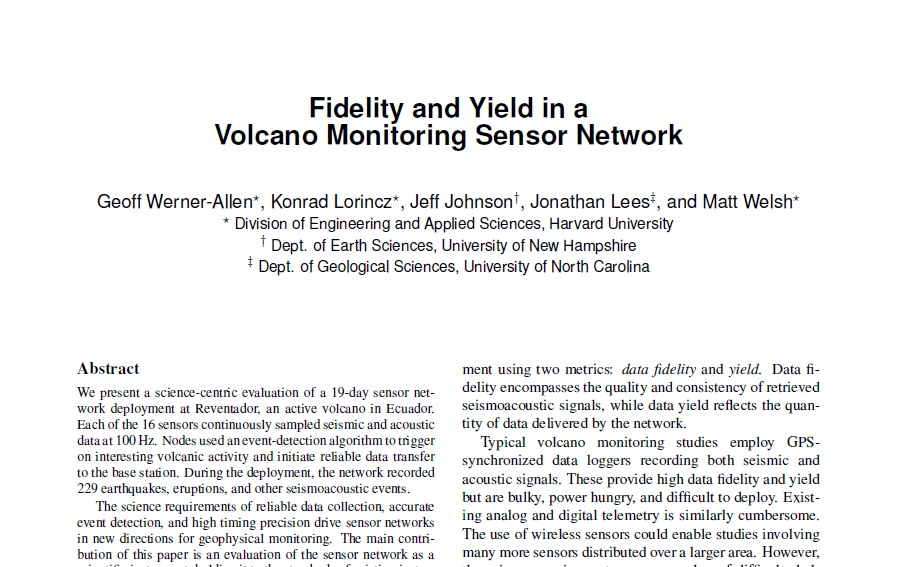 Fidelity and Yield in a
Volcano Monitoring Sensor Network
Geoff Werner-Allen⋆, Konrad Lorincz⋆, Jeff Johnson†, Jonathan Lees‡, and Matt Welsh⋆
⋆ Division of Engineering and Applied Sciences, Harvard University
† Dept. of Earth Sciences, University of New Hampshire
‡ Dept. of Geological Sciences, University of North Carolina
Abstract
We present a science-centric evaluation of a 19-day sensor net-
work deployment at Reventador, an active volcano in Ecuador.
Each of the 16 sensors continuously sampled seismic and acoustic
data at 100 Hz. Nodes used an event-detection algorithm to trigger
on interesting volcanic activity and initiate reliable data transfer
to the base station. During the deployment, the network recorded
229 earthquakes, eruptions, and other seismoacoustic events.
The science requirements of reliable data collection, accurate
event detection, and high timing precision drive sensor networks
in new directions for geophysical monitoring. The main contri-
bution of this paper is an evaluation of the sensor network as a
ment using two metrics: data fidelity and yield. Data fi-
delity encompasses the quality and consistency of retrieved
seismoacoustic signals, while data yield reflects the quan-
tity of data delivered by the network.
Typical volcano monitoring studies employ GPS-
synchronized data loggers recording both seismic and
acoustic signals. These provide high data fidelity and yield
but are bulky, power hungry, and difficult to deploy. Exist-
ing analog and digital telemetry is similarly cumbersome.
The use of wireless sensors could enable studies involving
many more sensors distributed over a larger area. However,